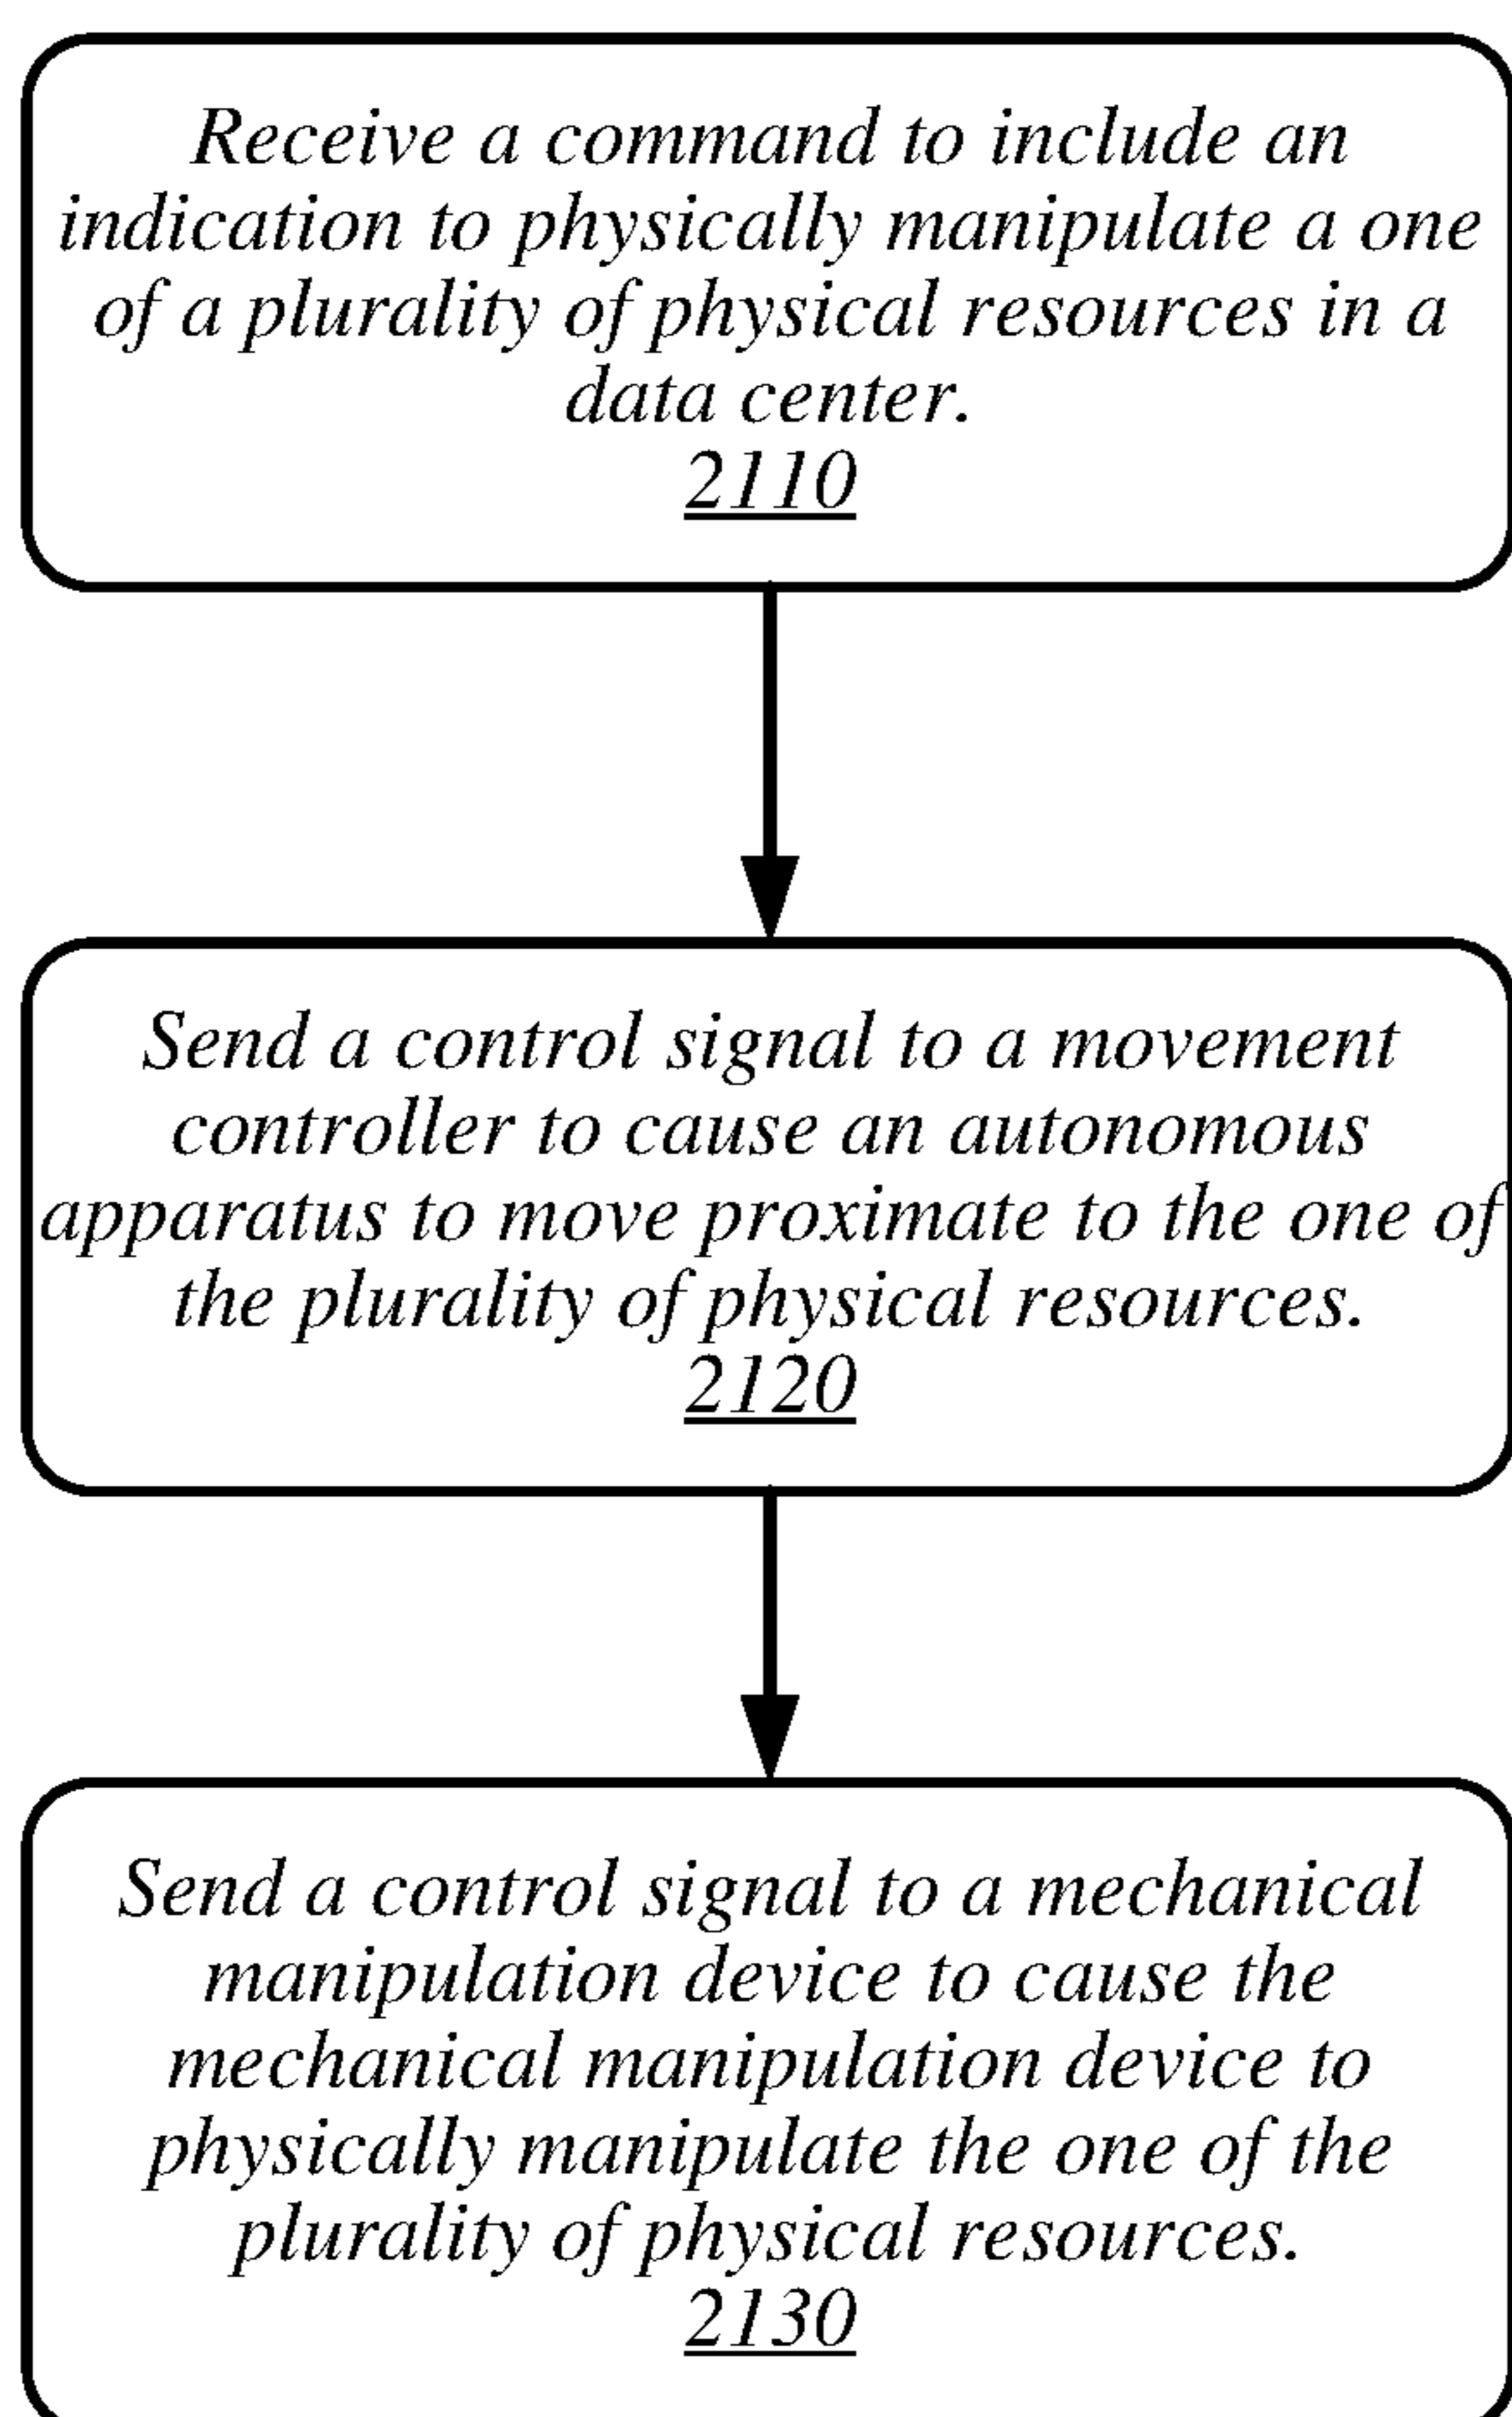 Receive a command to include an
indication to physically manipulate a one
of a plurality of physical resources in a
data center.
2110
Send a control signal to a movement
controller to cause an autonomous
apparatus to move proximate to the one of
the plurality of physical resources.
2120
Send a control signal to a mechanical
manipulation device to cause the
mechanical manipulation device to
physically manipulate the one of the
plurality of physical resources.
2130